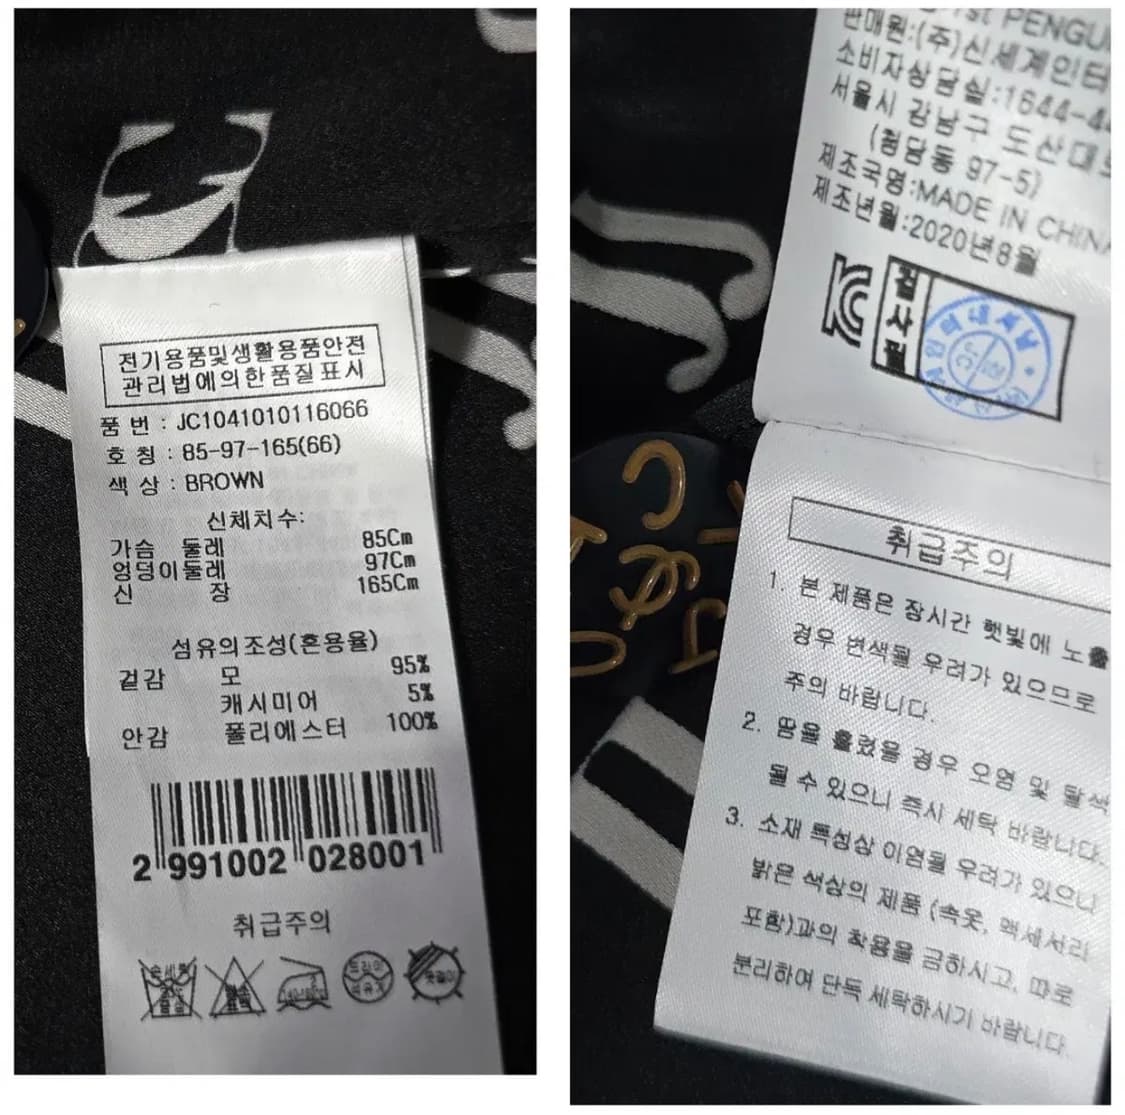 전기용품및생활용품안전
관리법에의한품질표시
품 번 : JC1041010116066
호 칭 : 85-97-165(66)
색 상 : BROWN
신체치수:
가슴 둘레 85Cm
엉덩이둘레 97Cm
신 장 165Cm
섬유의조성(혼용율)
겉감 모 95%
캐시미어 5%
안감 폴리에스터 100%
2 991002 028001
취급주의
1st PENGU
판매원:(주)신세계인터
소비자상담실:1644-4
서울시 강남구 도산대로
(청담동 97-5)
제조국명:MADE IN CHINA
제조년월:2020년8월
KC
검사필
취급주의
1. 본 제품은 장시간 햇빛에 노출
경우 변색될 우려가 있으므로
주의 바랍니다.
2. 땀을 흘렸을 경우 오염 및 탈색
될 수 있으니 즉시 세탁 바랍니다.
3. 소재 특성상 이염될 우려가 있으니
밝은 색상의 제품 (속옷, 액세서리
포함)과의 착용을 금하시고, 따로
분리하여 단독 세탁하시기 바랍니다.